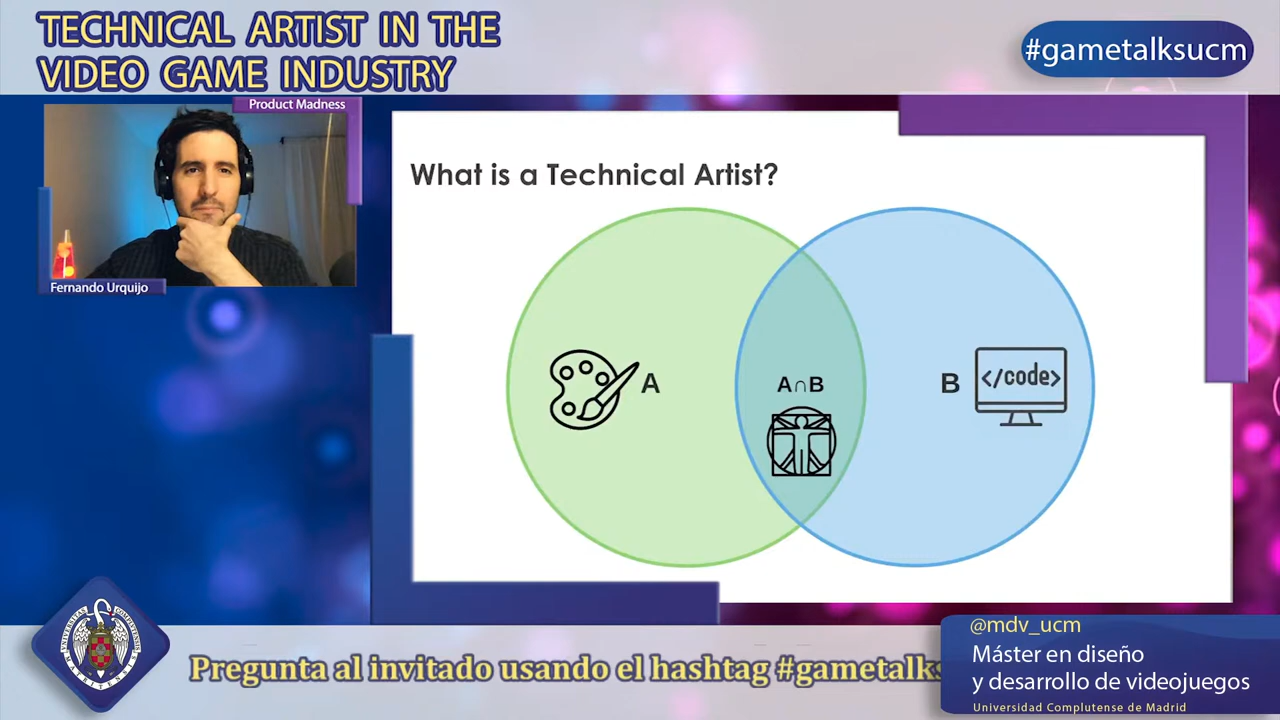 TECHNICAL ARTIST IN THE
VIDEO GAME INDUSTRY
#gametalksucm
Product Madness
Fernando Urquijo
What is a Technical Artist?
A
A∩B
B
</code>
Pregunta al invitado usando el hashtag #gametalks
@mdv_ucm
Máster en diseño
y desarrollo de videojuegos
Universidad Complutense de Madrid